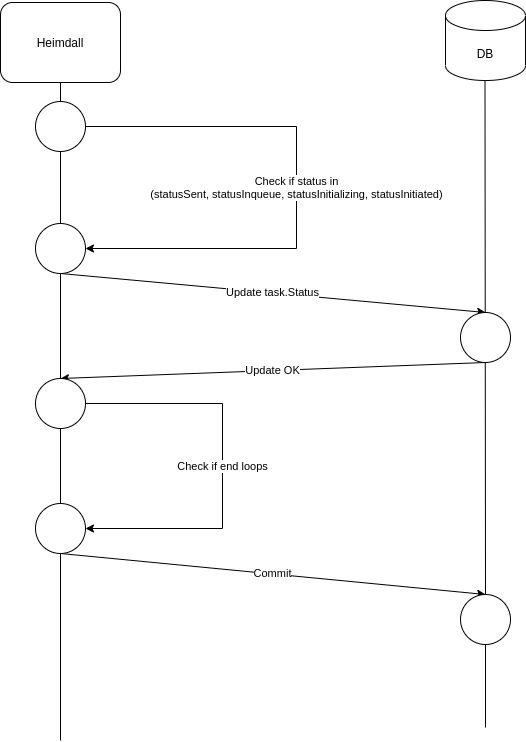 Heimdall
DB
Check if status in
(statusSent, statusInqueue, statusInitializing, statusInitiated)
Update task.Status
Update OK
Check if end loops
Commit